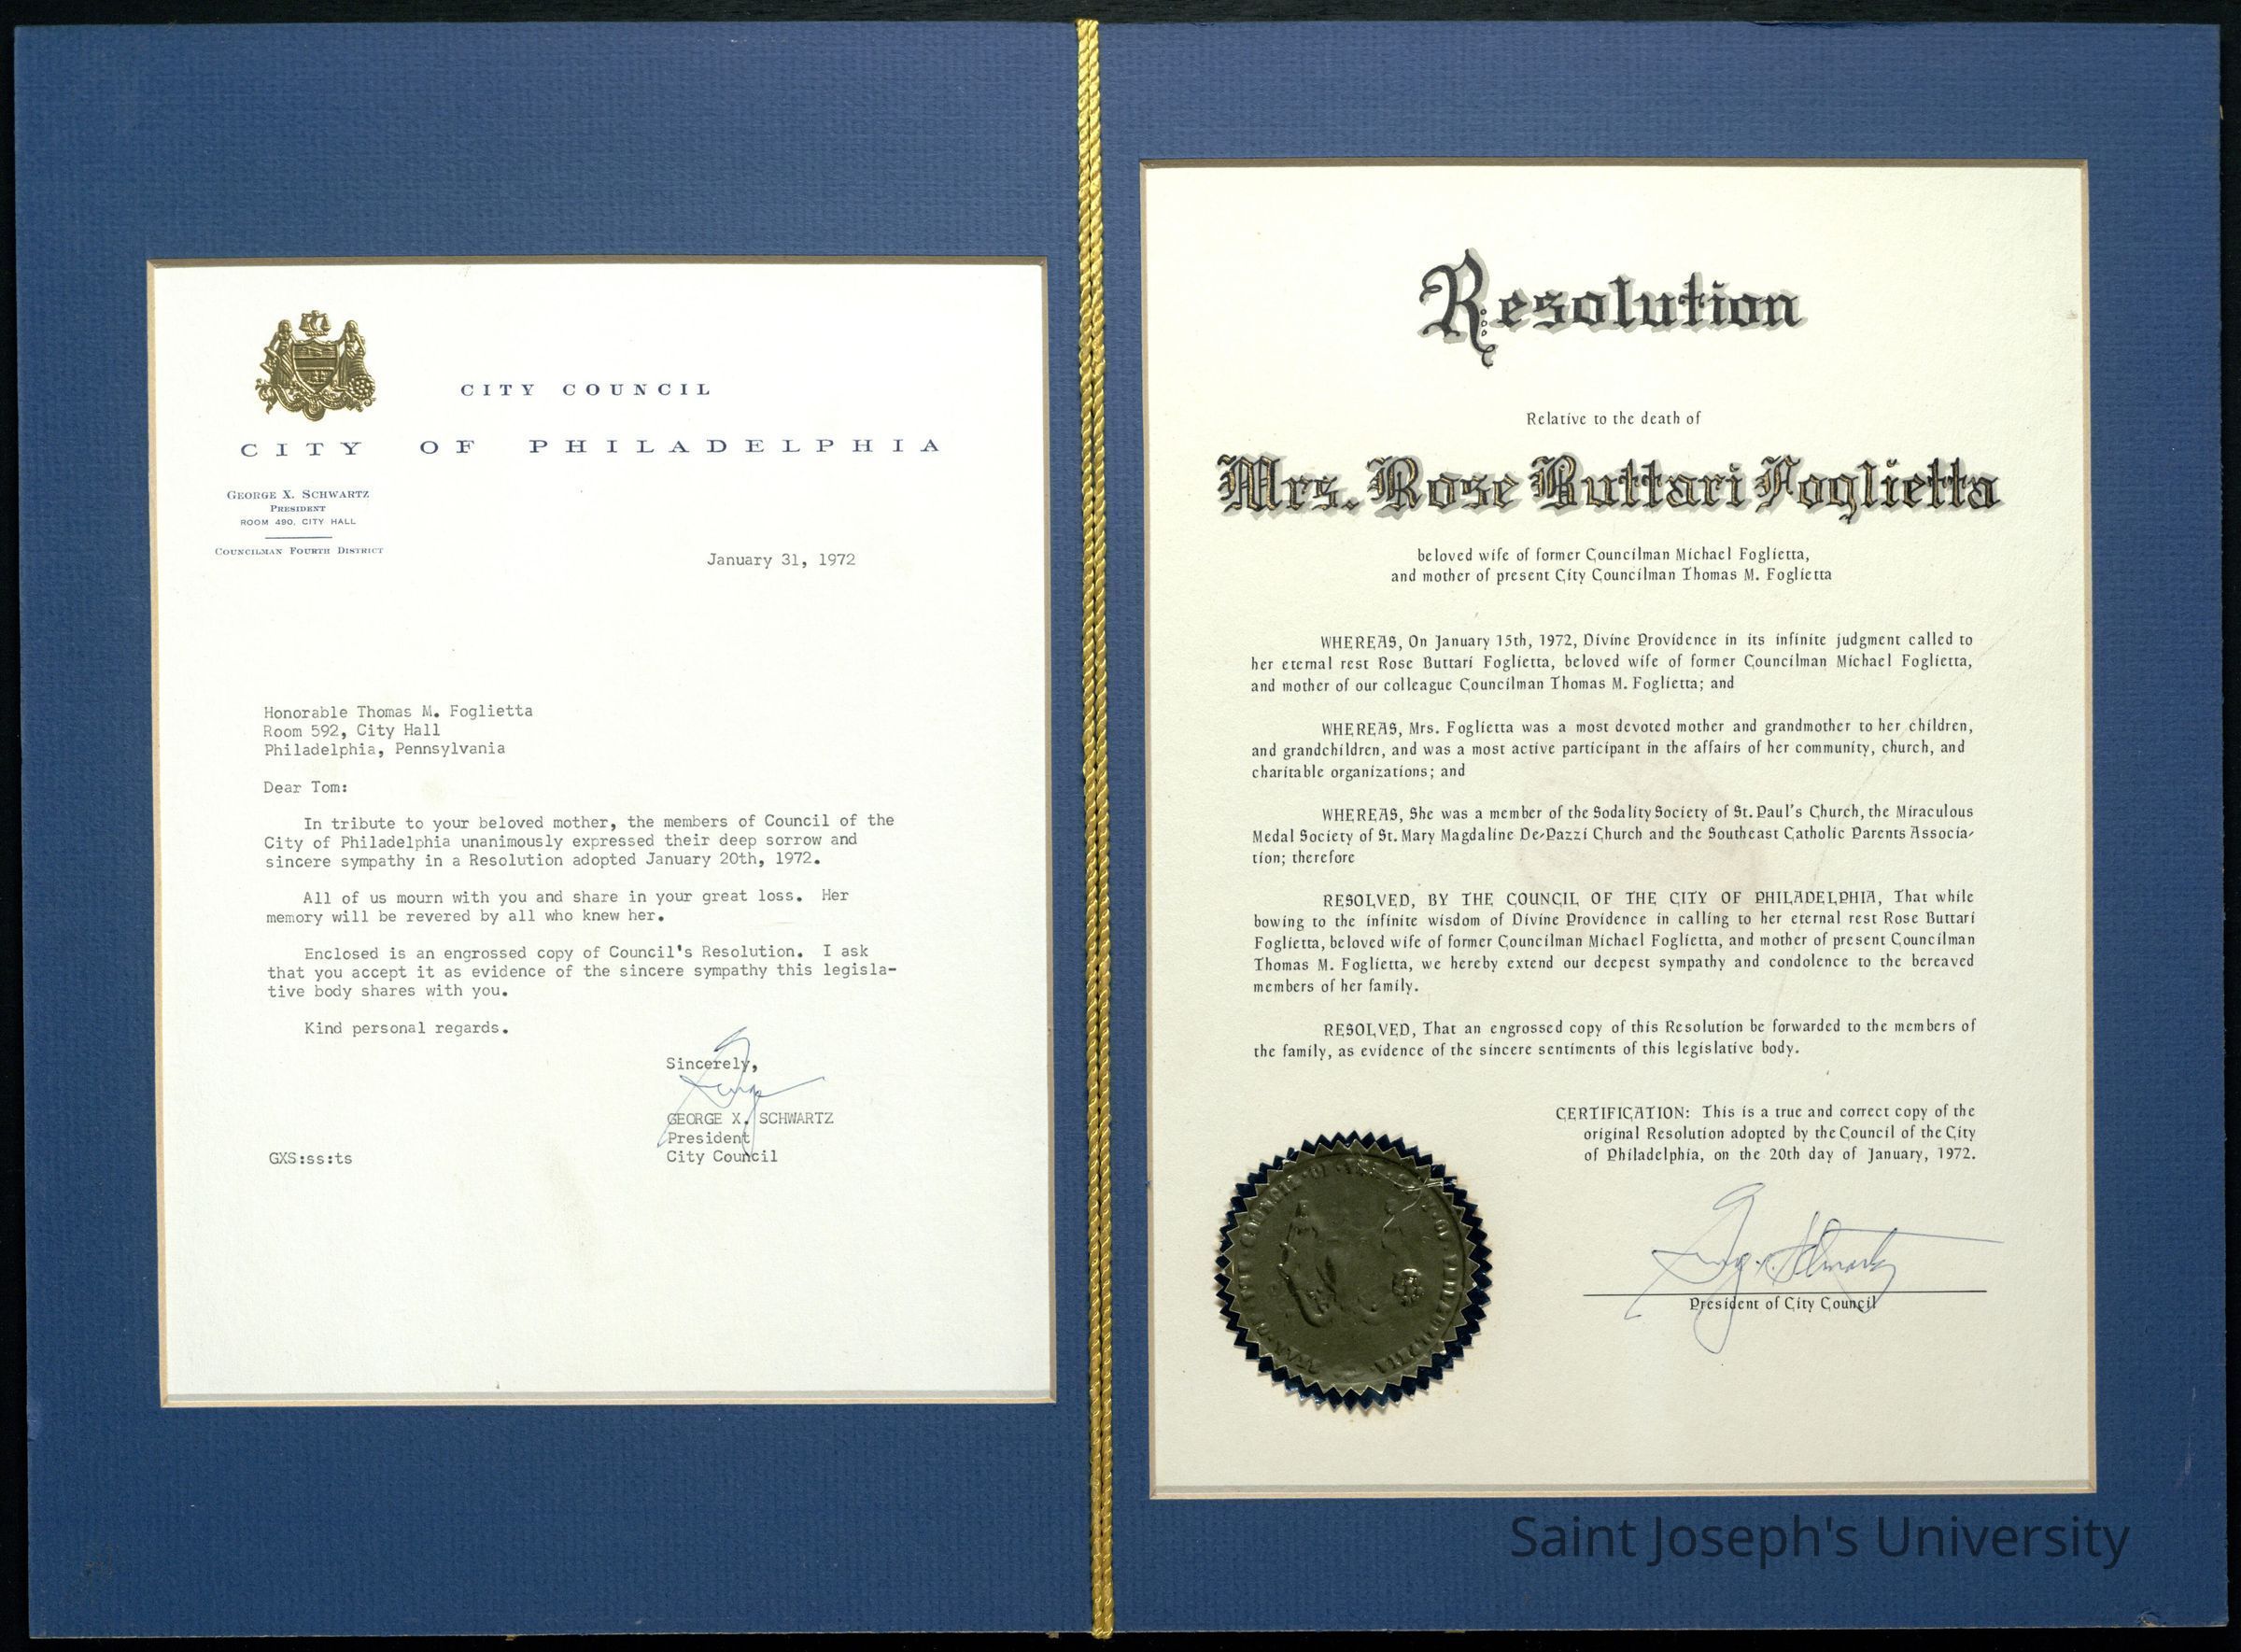 CITY COUNCIL
CITY OF PHILADELPHIA
GEORGE X. SCHWARTZ
PRESIDENT
ROOM 490, CITY HALL
COUNCILMAN FOURTH DISTRICT
January 31, 1972
Honorable Thomas M. Foglietta
Room 592, City Hall
Philadelphia, Pennsylvania
Dear Tom:
In tribute to your beloved mother, the members of Council of the
City of Philadelphia unanimously expressed their deep sorrow and
sincere sympathy in a Resolution adopted January 20th, 1972.
All of us mourn with you and share in your great loss. Her
memory will be revered by all who knew her.
Enclosed is an engrossed copy of Council's Resolution. I ask
that you accept it as evidence of the sincere sympathy this legisla-
tive body shares with you.
Kind personal regards.
Sincerely,
George
GEORGE X. SCHWARTZ
President
City Council
GXS:ss:ts
Resolution
Relative to the death of
Mrs. Rose Buttari Foglietta
beloved wife of former Councilman Michael Foglietta,
and mother of present City Councilman Thomas M. Foglietta
WHEREAS, On January 15th, 1972, Divine Providence in its infinite judgment called to
her eternal rest Rose Buttari Foglietta, beloved wife of former Councilman Michael Foglietta,
and mother of our colleague Councilman Thomas M. Foglietta; and
WHEREAS, Mrs. Foglietta was a most devoted mother and grandmother to her children,
and grandchildren, and was a most active participant in the affairs of her community, church, and
charitable organizations; and
WHEREAS, She was a member of the Sodality Society of St. Paul's Church, the Miraculous
Medal Society of St. Mary Magdaline De-Pazzi Church and the Southeast Catholic Parents Associa-
tion; therefore
RESOLVED, BY THE COUNCIL OF THE CITY OF PHILADELPHIA, That while
bowing to the infinite wisdom of Divine Providence in calling to her eternal rest Rose Buttari
Foglietta, beloved wife of former Councilman Michael Foglietta, and mother of present Councilman
Thomas M. Foglietta, we hereby extend our deepest sympathy and condolence to the bereaved
members of her family.
RESOLVED, That an engrossed copy of this Resolution be forwarded to the members of
the family, as evidence of the sincere sentiments of this legislative body.
CERTIFICATION: This is a true and correct copy of the
original Resolution adopted by the Council of the City
of Philadelphia, on the 20th day of January, 1972.
George X. Schwartz
President of City Council
Saint Joseph's University